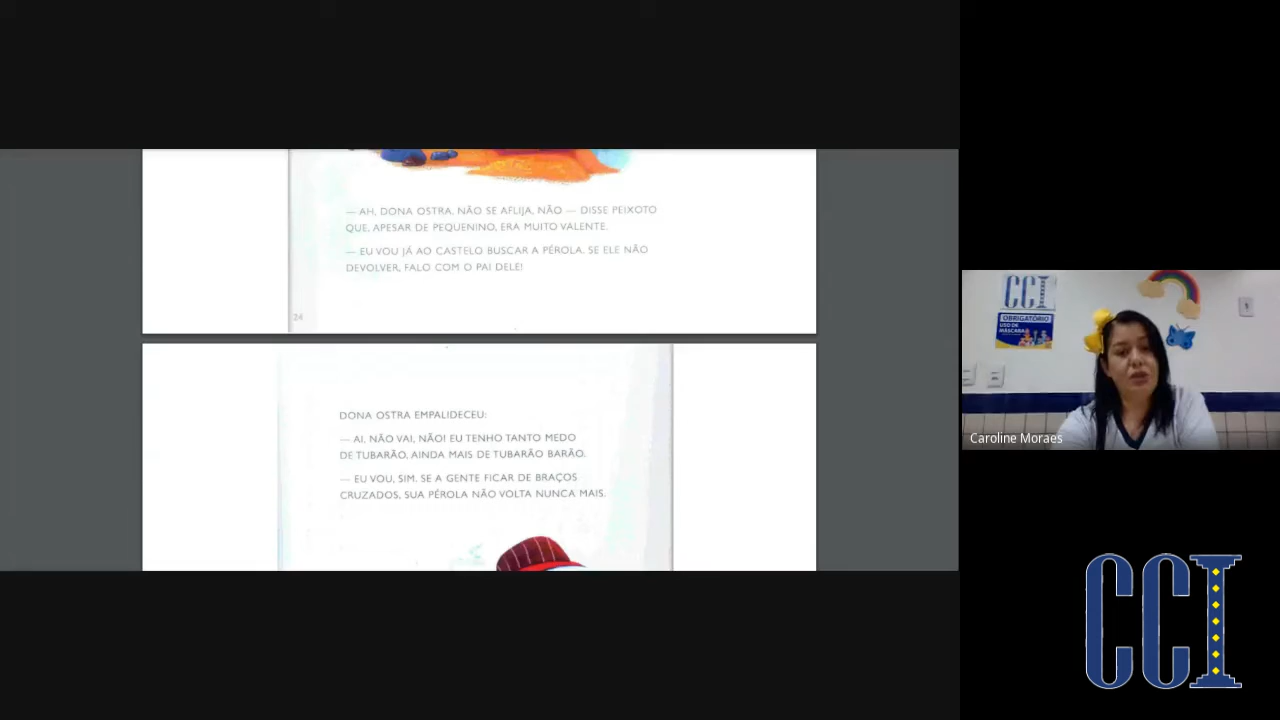 — AH, DONA OSTRA, NÃO SE AFLIJA, NÃO — DISSE PEIXOTO
QUE, APESAR DE PEQUENINO, ERA MUITO VALENTE.
— EU VOU JÁ AO CASTELO BUSCAR A PÉROLA. SE ELE NÃO
DEVOLVER, FALO COM O PAI DELE!
24
DONA OSTRA EMPALIDECEU:
— AI, NÃO VAI, NÃO! EU TENHO TANTO MEDO
DE TUBARÃO, AINDA MAIS DE TUBARÃO BARÃO.
— EU VOU, SIM. SE A GENTE FICAR DE BRAÇOS
CRUZADOS, SUA PÉROLA NÃO VOLTA NUNCA MAIS.
CCI
OBRIGATÓRIO
USO DE
MÁSCARA
Caroline Moraes
CCI